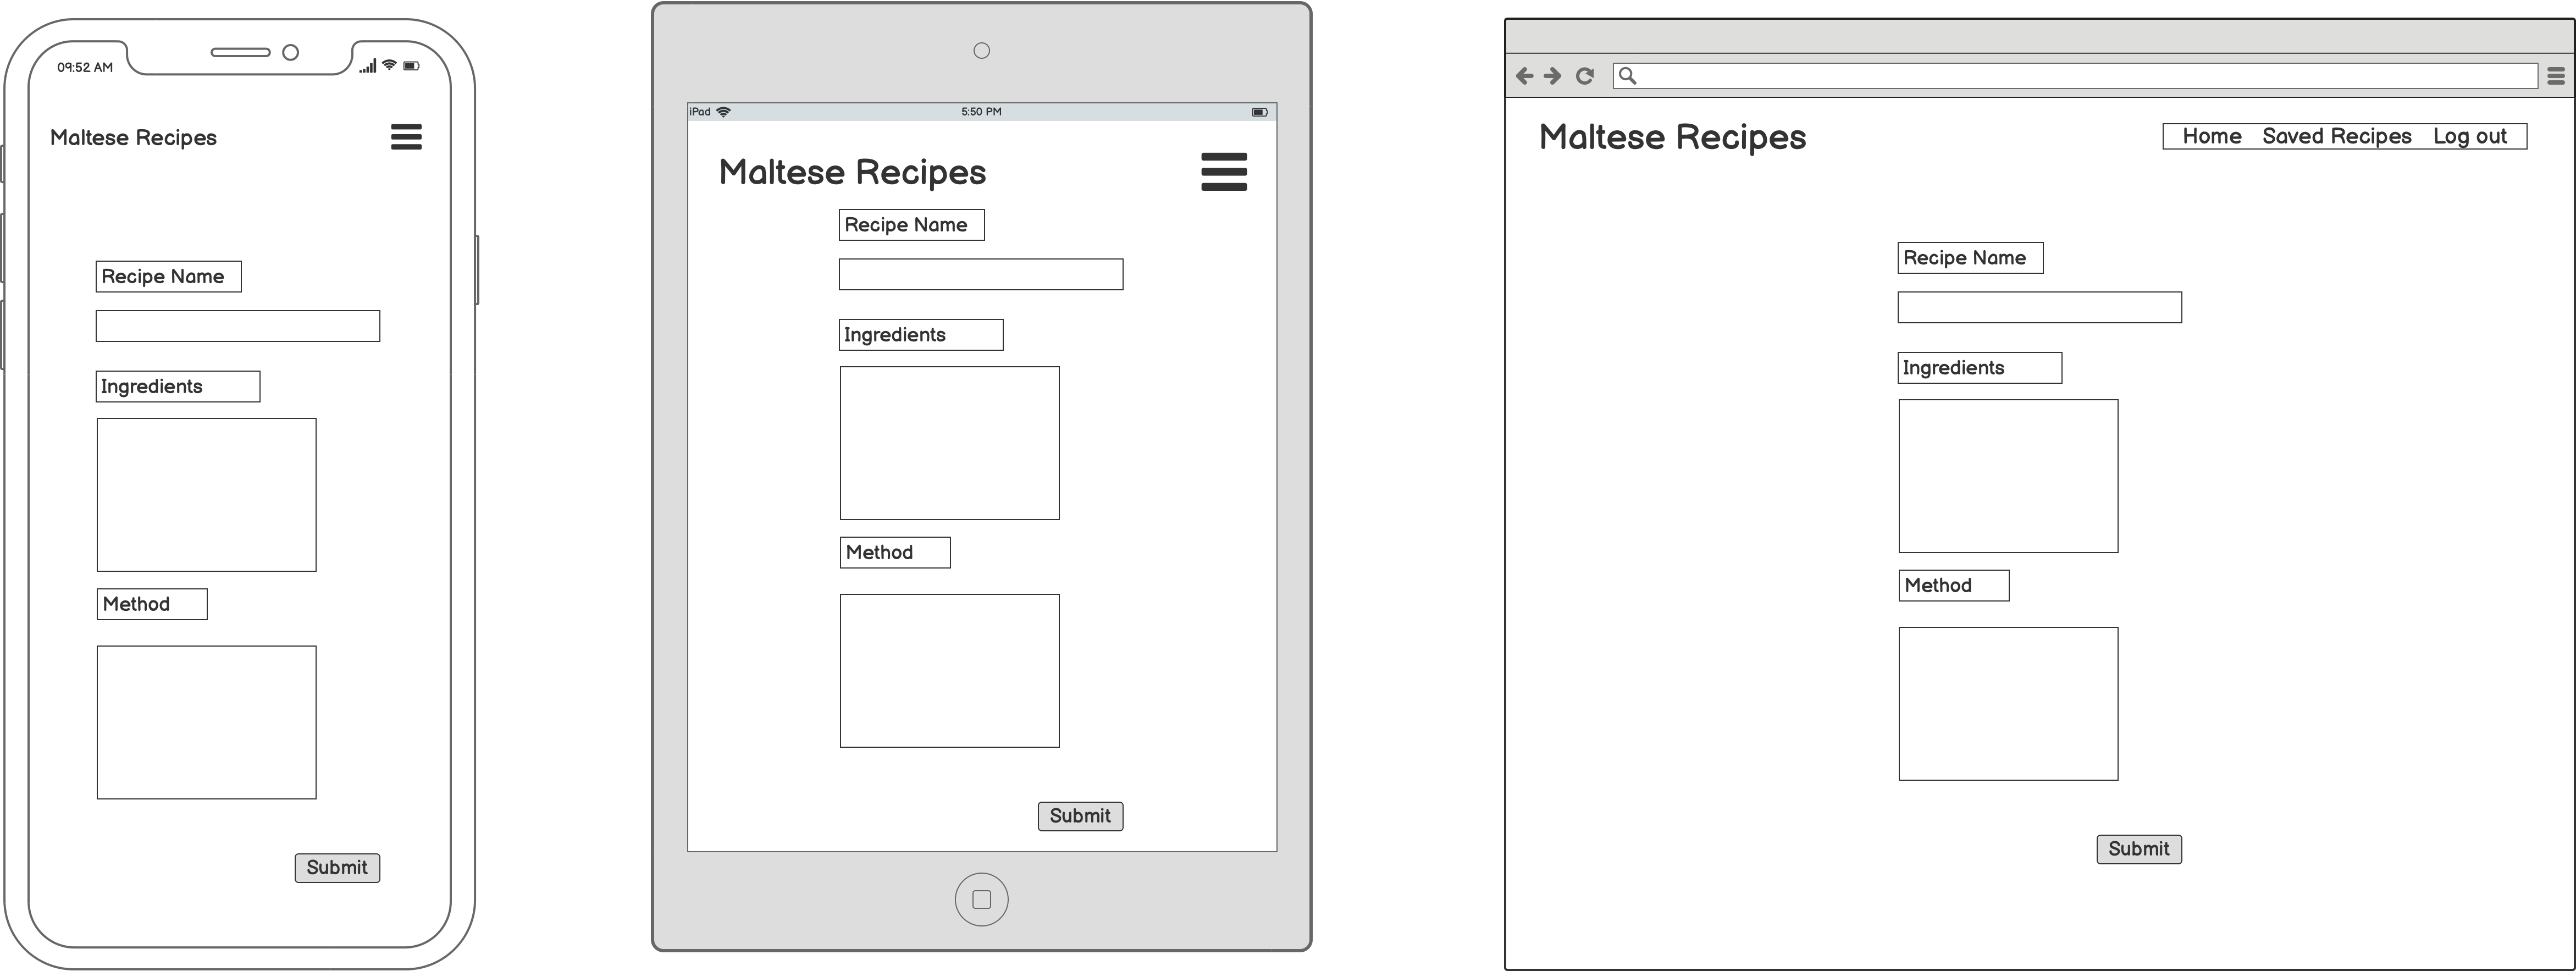 09:52 AM
Maltese Recipes
Recipe Name
Ingredients
Method
Submit
iPad
5:50 PM
Maltese Recipes
Recipe Name
Ingredients
Method
Submit
Maltese Recipes
Home Saved Recipes Log out
Recipe Name
Ingredients
Method
Submit